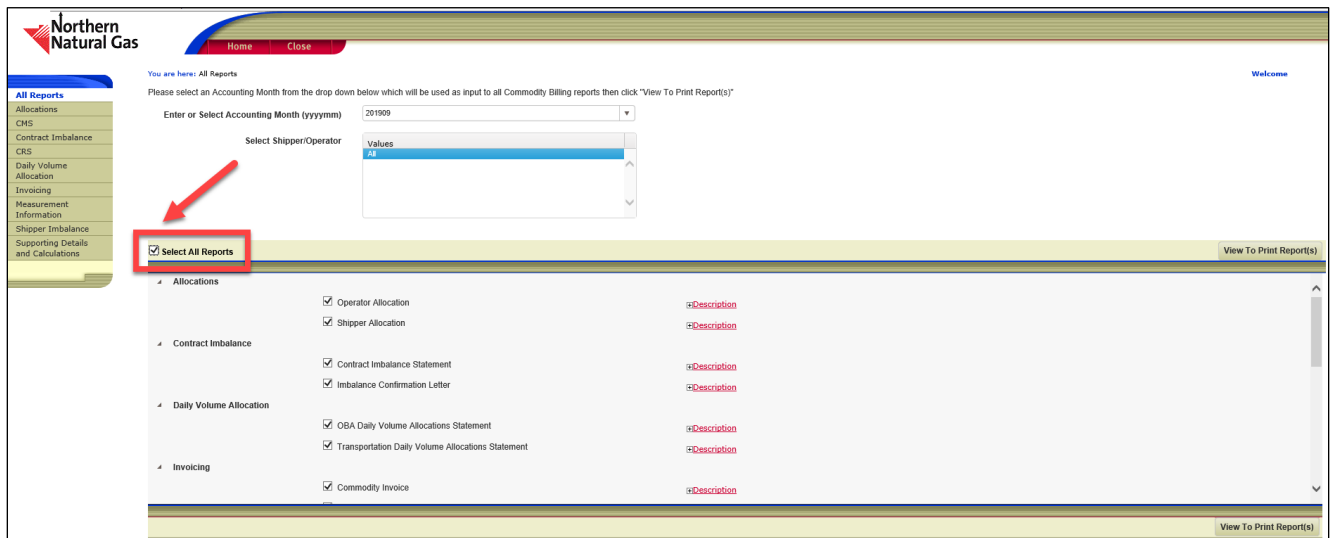 Northern
Natural Gas
Home Close
You are here: All Reports
Welcome
All Reports
Allocations
CMS
Contract Imbalance
CRS
Daily Volume
Allocation
Invoicing
Measurement
Information
Shipper Imbalance
Supporting Details
and Calculations
Please select an Accounting Month from the drop down below which will be used as input to all Commodity Billing reports then click "View To Print Report(s)"
Enter or Select Accounting Month (yyyymm) 201909
Select Shipper/Operator
Values
All
Select All Reports
View To Print Report(s)
Allocations
Operator Allocation Description
Shipper Allocation Description
Contract Imbalance
Contract Imbalance Statement Description
Imbalance Confirmation Letter Description
Daily Volume Allocation
OBA Daily Volume Allocations Statement Description
Transportation Daily Volume Allocations Statement Description
Invoicing
Commodity Invoice Description
View To Print Report(s)